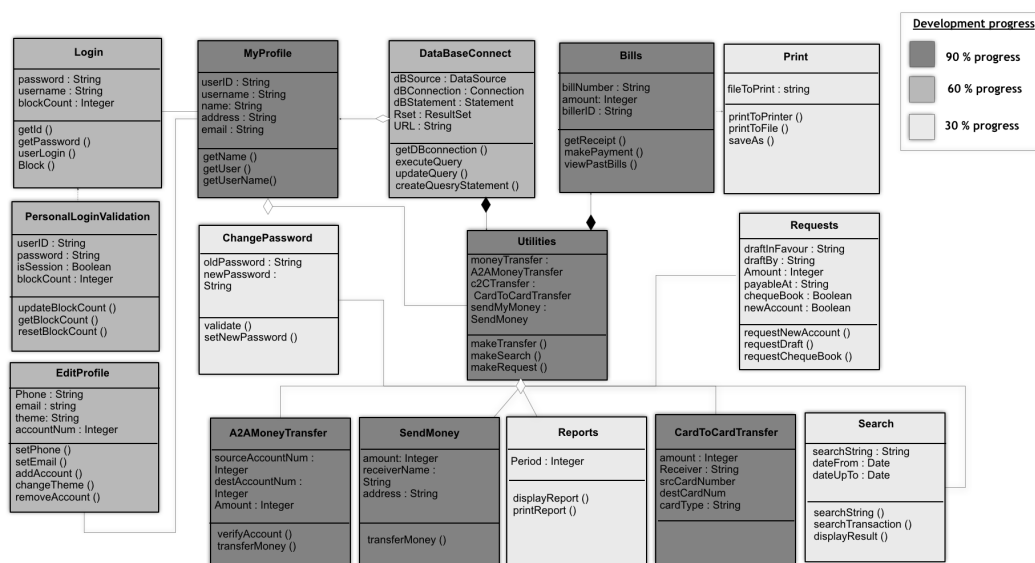 Development progress
90 % progress
60 % progress
30 % progress
Login
password : String
username : String
blockCount : Integer
getId ()
getPassword ()
userLogin ()
Block ()
MyProfile
userID : String
username : String
name: String
address : String
email : String
getName ()
getUser ()
getUserName()
DataBaseConnect
dBSource : DataSource
dBConnection : Connection
dBStatement : Statement
Rset : ResultSet
URL : String
getDBconnection ()
executeQuery
updateQuery ()
createQuesryStatement ()
Bills
billNumber : String
amount: Integer
billerID : String
getReceipt ()
makePayment ()
viewPastBills ()
Print
fileToPrint : string
printToPrinter ()
printToFile ()
saveAs ()
PersonalLoginValidation
userID : String
password : String
isSession : Boolean
blockCount : Integer
updateBlockCount ()
getBlockCount ()
resetBlockCount ()
ChangePassword
oldPassword : String
newPassword :
String
validate ()
setNewPassword ()
Utilities
moneyTransfer :
A2AMoneyTransfer
c2CTransfer :
CardToCardTransfer
sendMyMoney :
SendMoney
makeTransfer ()
makeSearch ()
makeRequest ()
Requests
draftInFavour : String
draftBy : String
Amount : Integer
payableAt : String
chequeBook : Boolean
newAccount : Boolean
requestNewAccount ()
requestDraft ()
requestChequeBook ()
EditProfile
Phone : String
email : string
theme: String
accountNum : Integer
setPhone ()
setEmail ()
addAccount ()
changeTheme ()
removeAccount ()
A2AMoneyTransfer
sourceAccountNum :
Integer
destAccountNum :
Integer
Amount : Integer
verifyAccount ()
transferMoney ()
SendMoney
amount: Integer
receiverName :
String
address : String
transferMoney ()
Reports
Period : Integer
displayReport ()
printReport ()
CardToCardTransfer
amount : Integer
Receiver : String
srcCardNumber
destCardNum
cardType : String
Search
searchString : String
dateFrom : Date
dateUpTo : Date
searchString ()
searchTransaction ()
displayResult ()